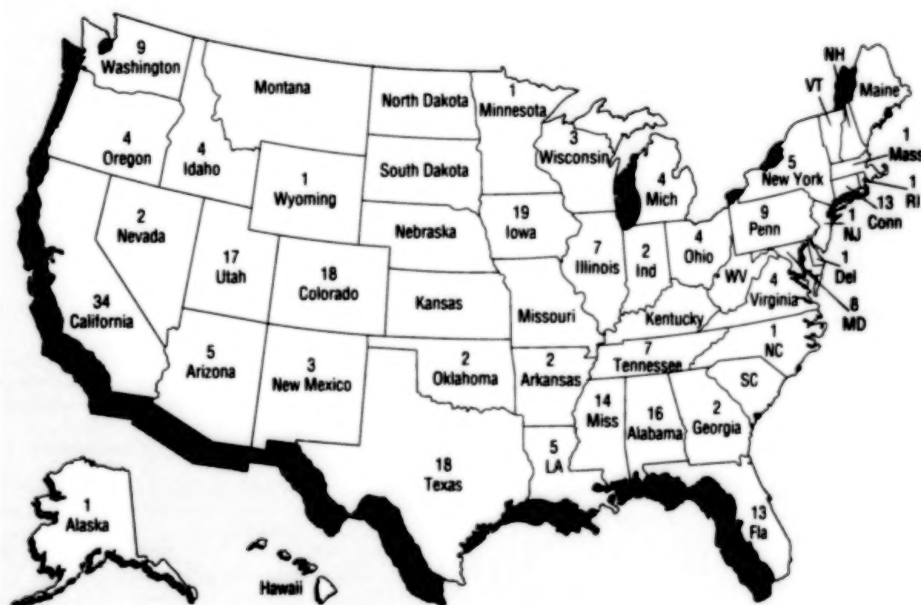 9
Washington
Montana
North Dakota
1
Minnesota
NH
VT
Maine
4
Oregon
4
Idaho
South Dakota
3
Wisconsin
4
Mich
5
New York
1
Mass
1
RI
13
Conn
1
Wyoming
2
Nevada
Nebraska
19
Iowa
9
Penn
1
NJ
17
Utah
18
Colorado
7
Illinois
2
Ind
4
Ohio
WV
4
Virginia
1
Del
8
MD
34
California
Kansas
Missouri
Kentucky
5
Arizona
3
New Mexico
2
Oklahoma
2
Arkansas
7
Tennessee
1
NC
SC
14
Miss
16
Alabama
2
Georgia
18
Texas
5
LA
13
Fla
1
Alaska
Hawaii